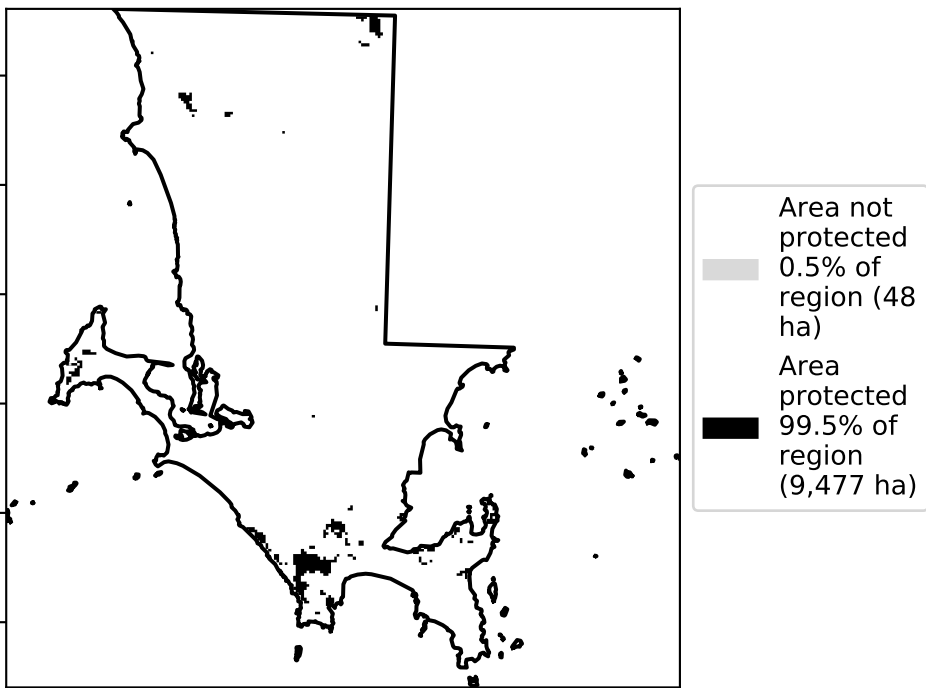 Area not
protected
0.5% of
region (48
ha)
Area
protected
99.5% of
region
(9,477 ha)